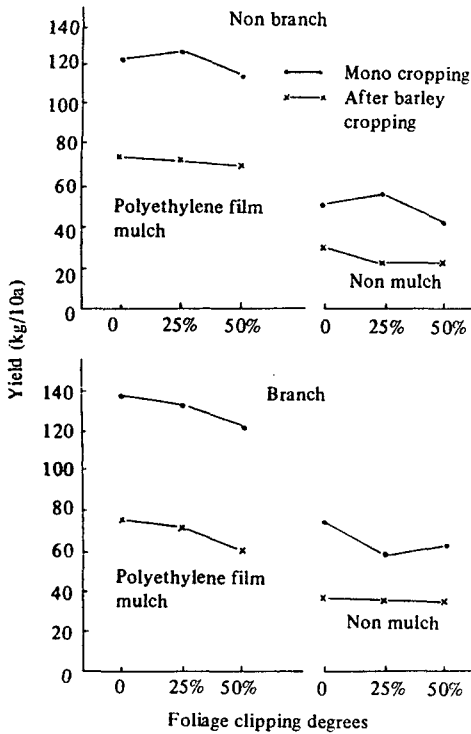 Non branch
140
120
100
80
60
40
20
0
Mono cropping
After barley
cropping
Polyethylene film
mulch
Non mulch
0 25% 50% 0 25% 50%
Yield (kg/10a)
Branch
140
120
100
80
60
40
20
0
Polyethylene film
mulch
Non mulch
0 25% 50% 0 25% 50%
Foliage clipping degrees